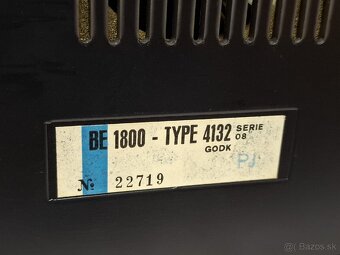 BE 1800 - TYPE 4132 SERIE 08
GODK
PJ
№ 22719
© Bazos.sk